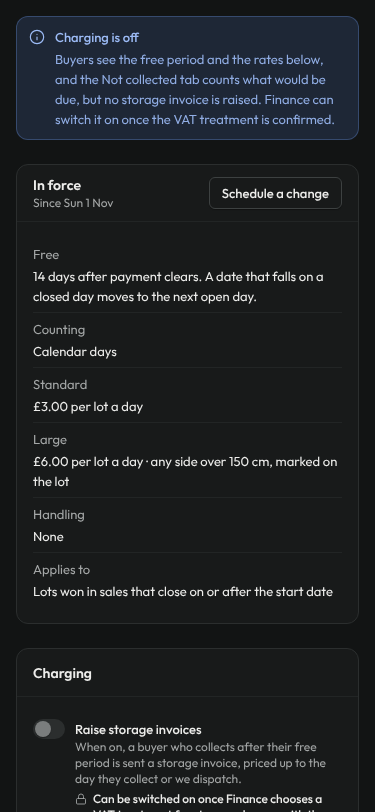 Charging is off
Buyers see the free period and the rates below,
and the Not collected tab counts what would be
due, but no storage invoice is raised. Finance can
switch it on once the VAT treatment is confirmed.
In force
Since Sun 1 Nov
Schedule a change
Free
14 days after payment clears. A date that falls on a
closed day moves to the next open day.
Counting
Calendar days
Standard
£3.00 per lot a day
Large
£6.00 per lot a day · any side over 150 cm, marked on
the lot
Handling
None
Applies to
Lots won in sales that close on or after the start date
Charging
Raise storage invoices
When on, a buyer who collects after their free
period is sent a storage invoice, priced up to the
day they collect or we dispatch.
Can be switched on once Finance chooses a